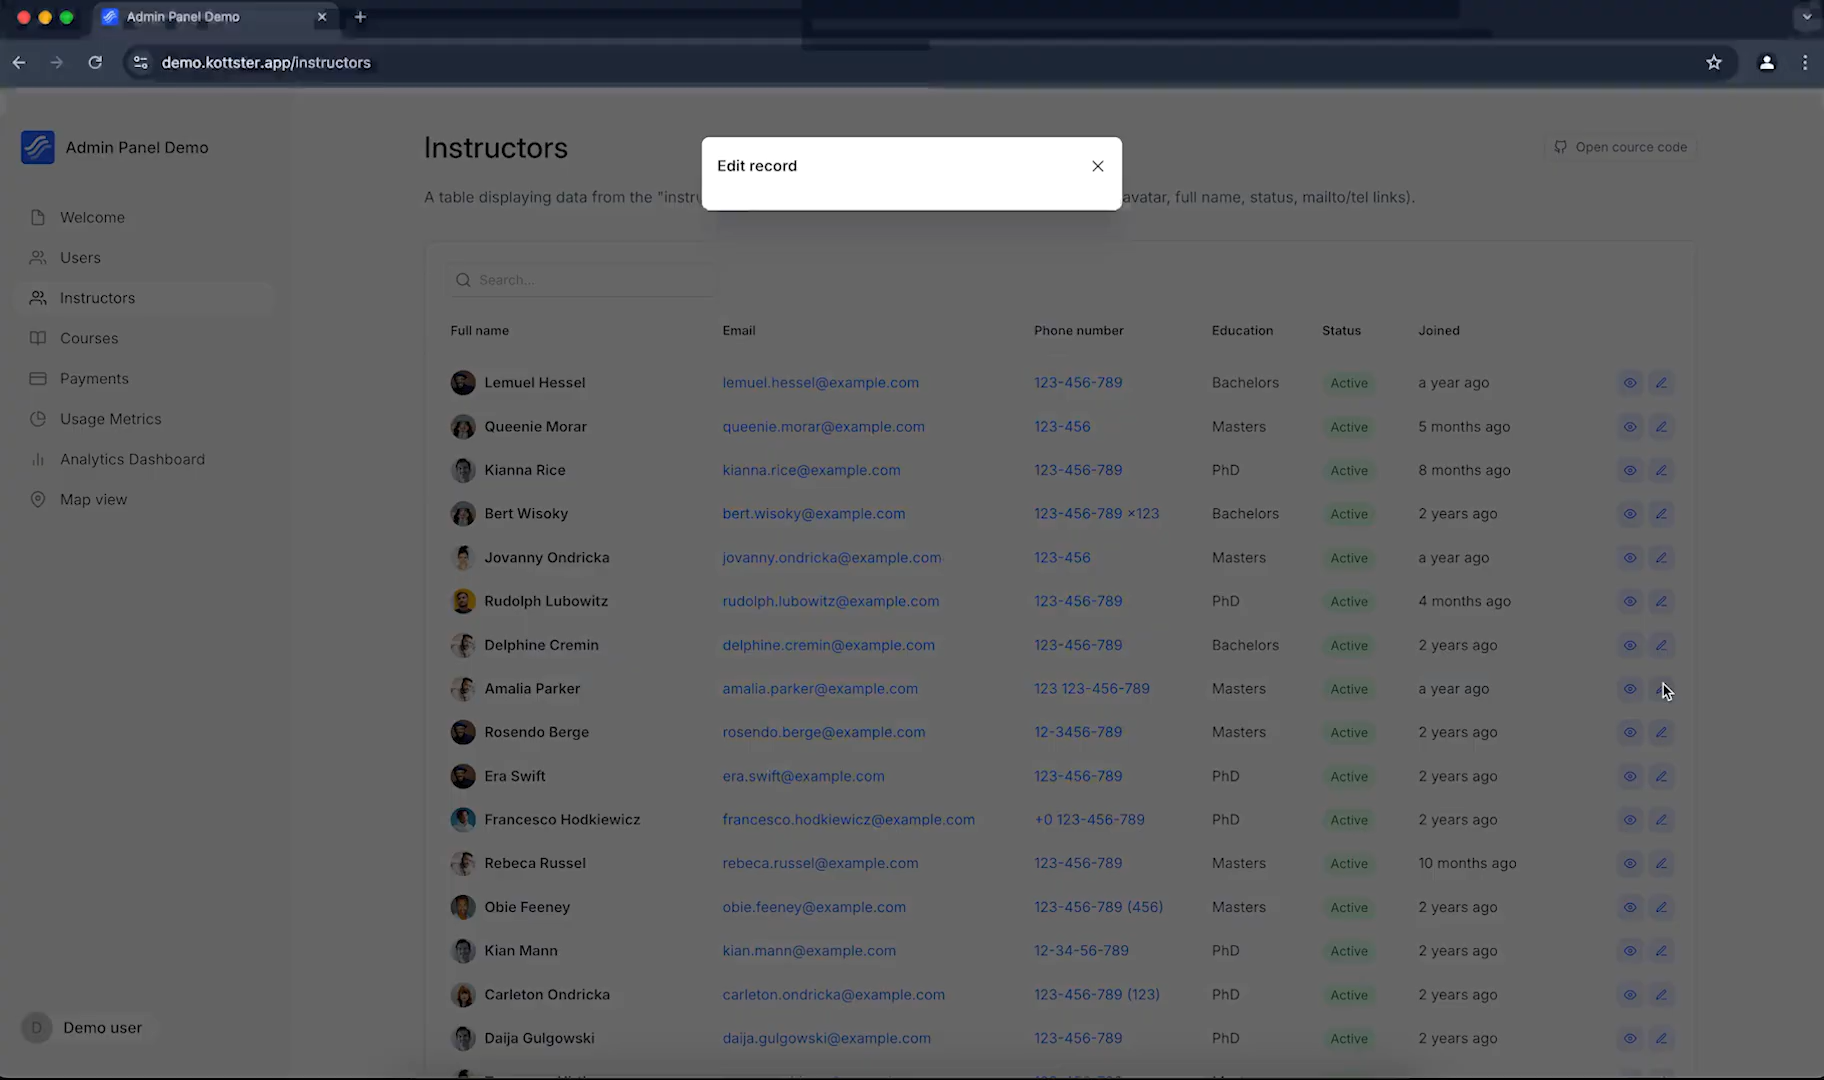 Admin Panel Demo
demo.kottster.app/instructors
Admin Panel Demo
Welcome
Users
Instructors
Courses
Payments
Usage Metrics
Analytics Dashboard
Map view
D Demo user
Instructors
Open cource code
Edit record
A table displaying data from the "instru avatar, full name, status, mailto/tel links).
Search...
Full name Email Phone number Education Status Joined
Lemuel Hessel lemuel.hessel@example.com 123-456-789 Bachelors Active a year ago
Queenie Morar queenie.morar@example.com 123-456 Masters Active 5 months ago
Kianna Rice kianna.rice@example.com 123-456-789 PhD Active 8 months ago
Bert Wisoky bert.wisoky@example.com 123-456-789 ×123 Bachelors Active 2 years ago
Jovanny Ondricka jovanny.ondricka@example.com 123-456 Masters Active a year ago
Rudolph Lubowitz rudolph.lubowitz@example.com 123-456-789 PhD Active 4 months ago
Delphine Cremin delphine.cremin@example.com 123-456-789 Bachelors Active 2 years ago
Amalia Parker amalia.parker@example.com 123 123-456-789 Masters Active a year ago
Rosendo Berge rosendo.berge@example.com 12-3456-789 Masters Active 2 years ago
Era Swift era.swift@example.com 123-456-789 PhD Active 2 years ago
Francesco Hodkiewicz francesco.hodkiewicz@example.com +0 123-456-789 PhD Active 2 years ago
Rebeca Russel rebeca.russel@example.com 123-456-789 Masters Active 10 months ago
Obie Feeney obie.feeney@example.com 123-456-789 (456) Masters Active 2 years ago
Kian Mann kian.mann@example.com 12-34-56-789 PhD Active 2 years ago
Carleton Ondricka carleton.ondricka@example.com 123-456-789 (123) PhD Active 2 years ago
Daija Gulgowski daija.gulgowski@example.com 123-456-789 PhD Active 2 years ago